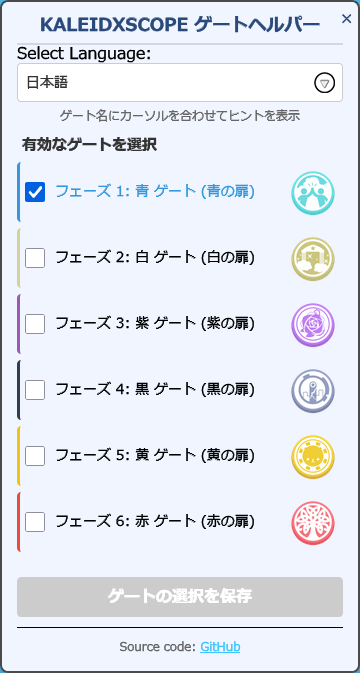 KALEIDXSCOPE ゲートヘルパー
×
Select Language:
日本語
ゲート名にカーソルを合わせてヒントを表示
有効なゲートを選択
フェーズ 1: 青 ゲート (青の扉)
フェーズ 2: 白 ゲート (白の扉)
フェーズ 3: 紫 ゲート (紫の扉)
フェーズ 4: 黒 ゲート (黒の扉)
フェーズ 5: 黄 ゲート (黄の扉)
フェーズ 6: 赤 ゲート (赤の扉)
ゲートの選択を保存
Source code: GitHub